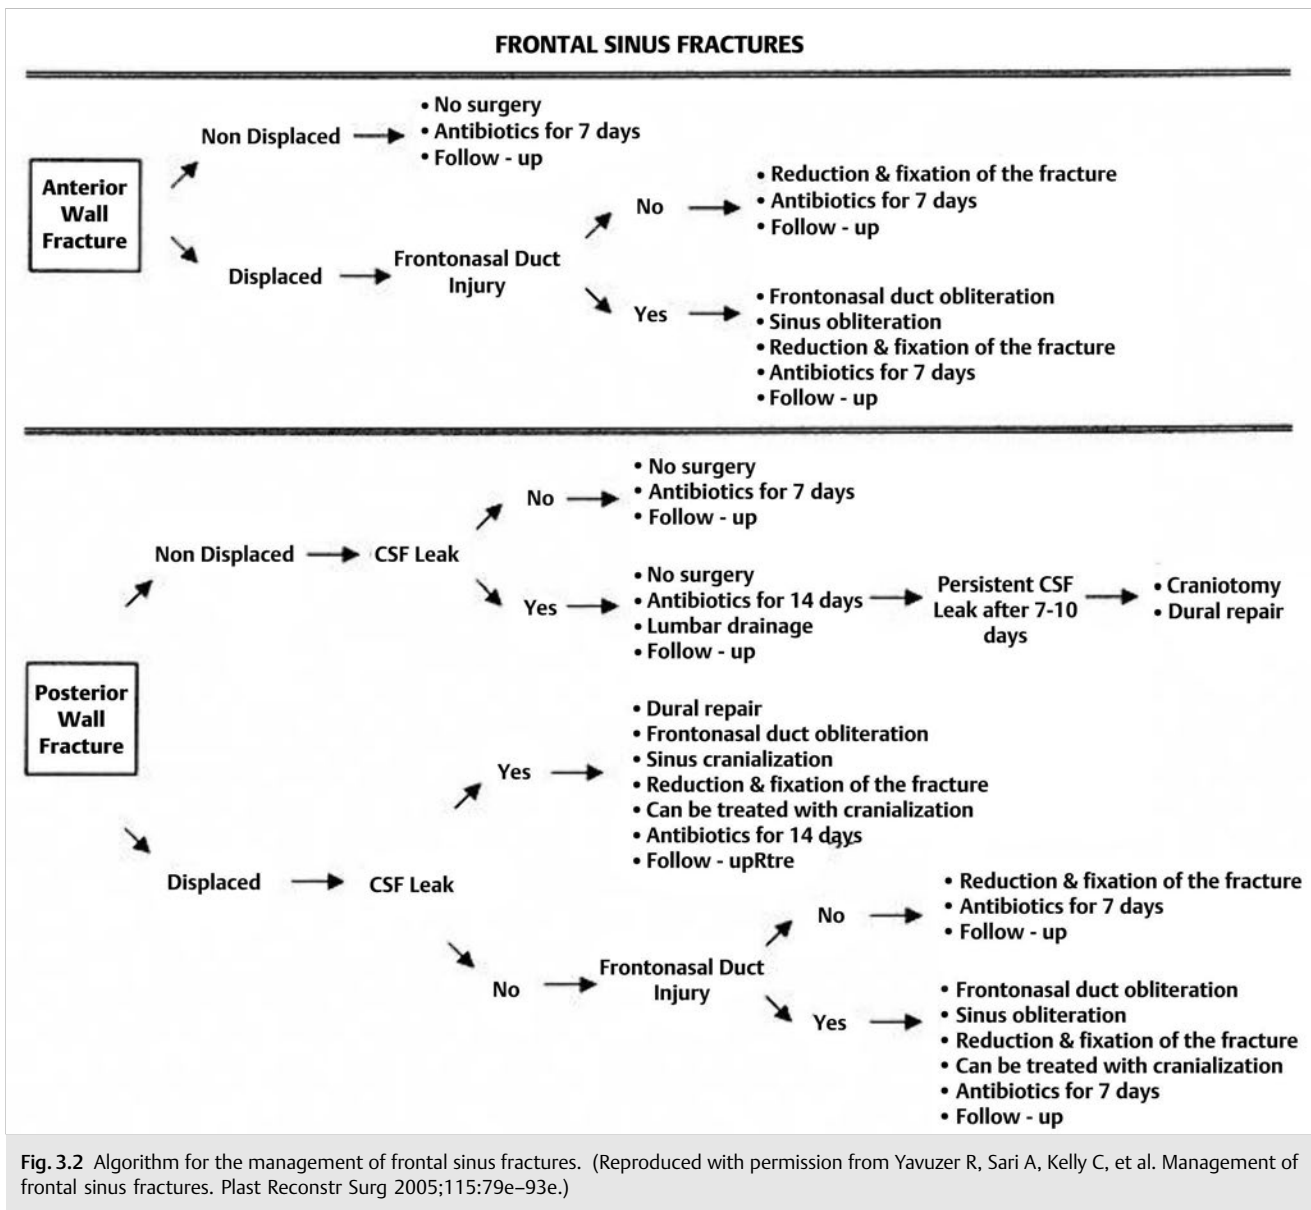 FRONTAL SINUS FRACTURES
Anterior
Wall
Fracture
Non Displaced
• No surgery
• Antibiotics for 7 days
• Follow - up
Displaced
Frontonasal Duct
Injury
No
• Reduction & fixation of the fracture
• Antibiotics for 7 days
• Follow - up
Yes
• Frontonasal duct obliteration
• Sinus obliteration
• Reduction & fixation of the fracture
• Antibiotics for 7 days
• Follow - up
Posterior
Wall
Fracture
Non Displaced
CSF Leak
No
• No surgery
• Antibiotics for 7 days
• Follow - up
Yes
• No surgery
• Antibiotics for 14 days
• Lumbar drainage
• Follow - up
Persistent CSF
Leak after 7-10
days
• Craniotomy
• Dural repair
Displaced
CSF Leak
Yes
• Dural repair
• Frontonasal duct obliteration
• Sinus cranialization
• Reduction & fixation of the fracture
• Can be treated with cranialization
• Antibiotics for 14 days
• Follow - upRtre
No
Frontonasal Duct
Injury
No
• Reduction & fixation of the fracture
• Antibiotics for 7 days
• Follow - up
Yes
• Frontonasal duct obliteration
• Sinus obliteration
• Reduction & fixation of the fracture
• Can be treated with cranialization
• Antibiotics for 7 days
• Follow - up
Fig. 3.2 Algorithm for the management of frontal sinus fractures. (Reproduced with permission from Yavuzer R, Sari A, Kelly C, et al. Management of
frontal sinus fractures. Plast Reconstr Surg 2005;115:79e–93e.)